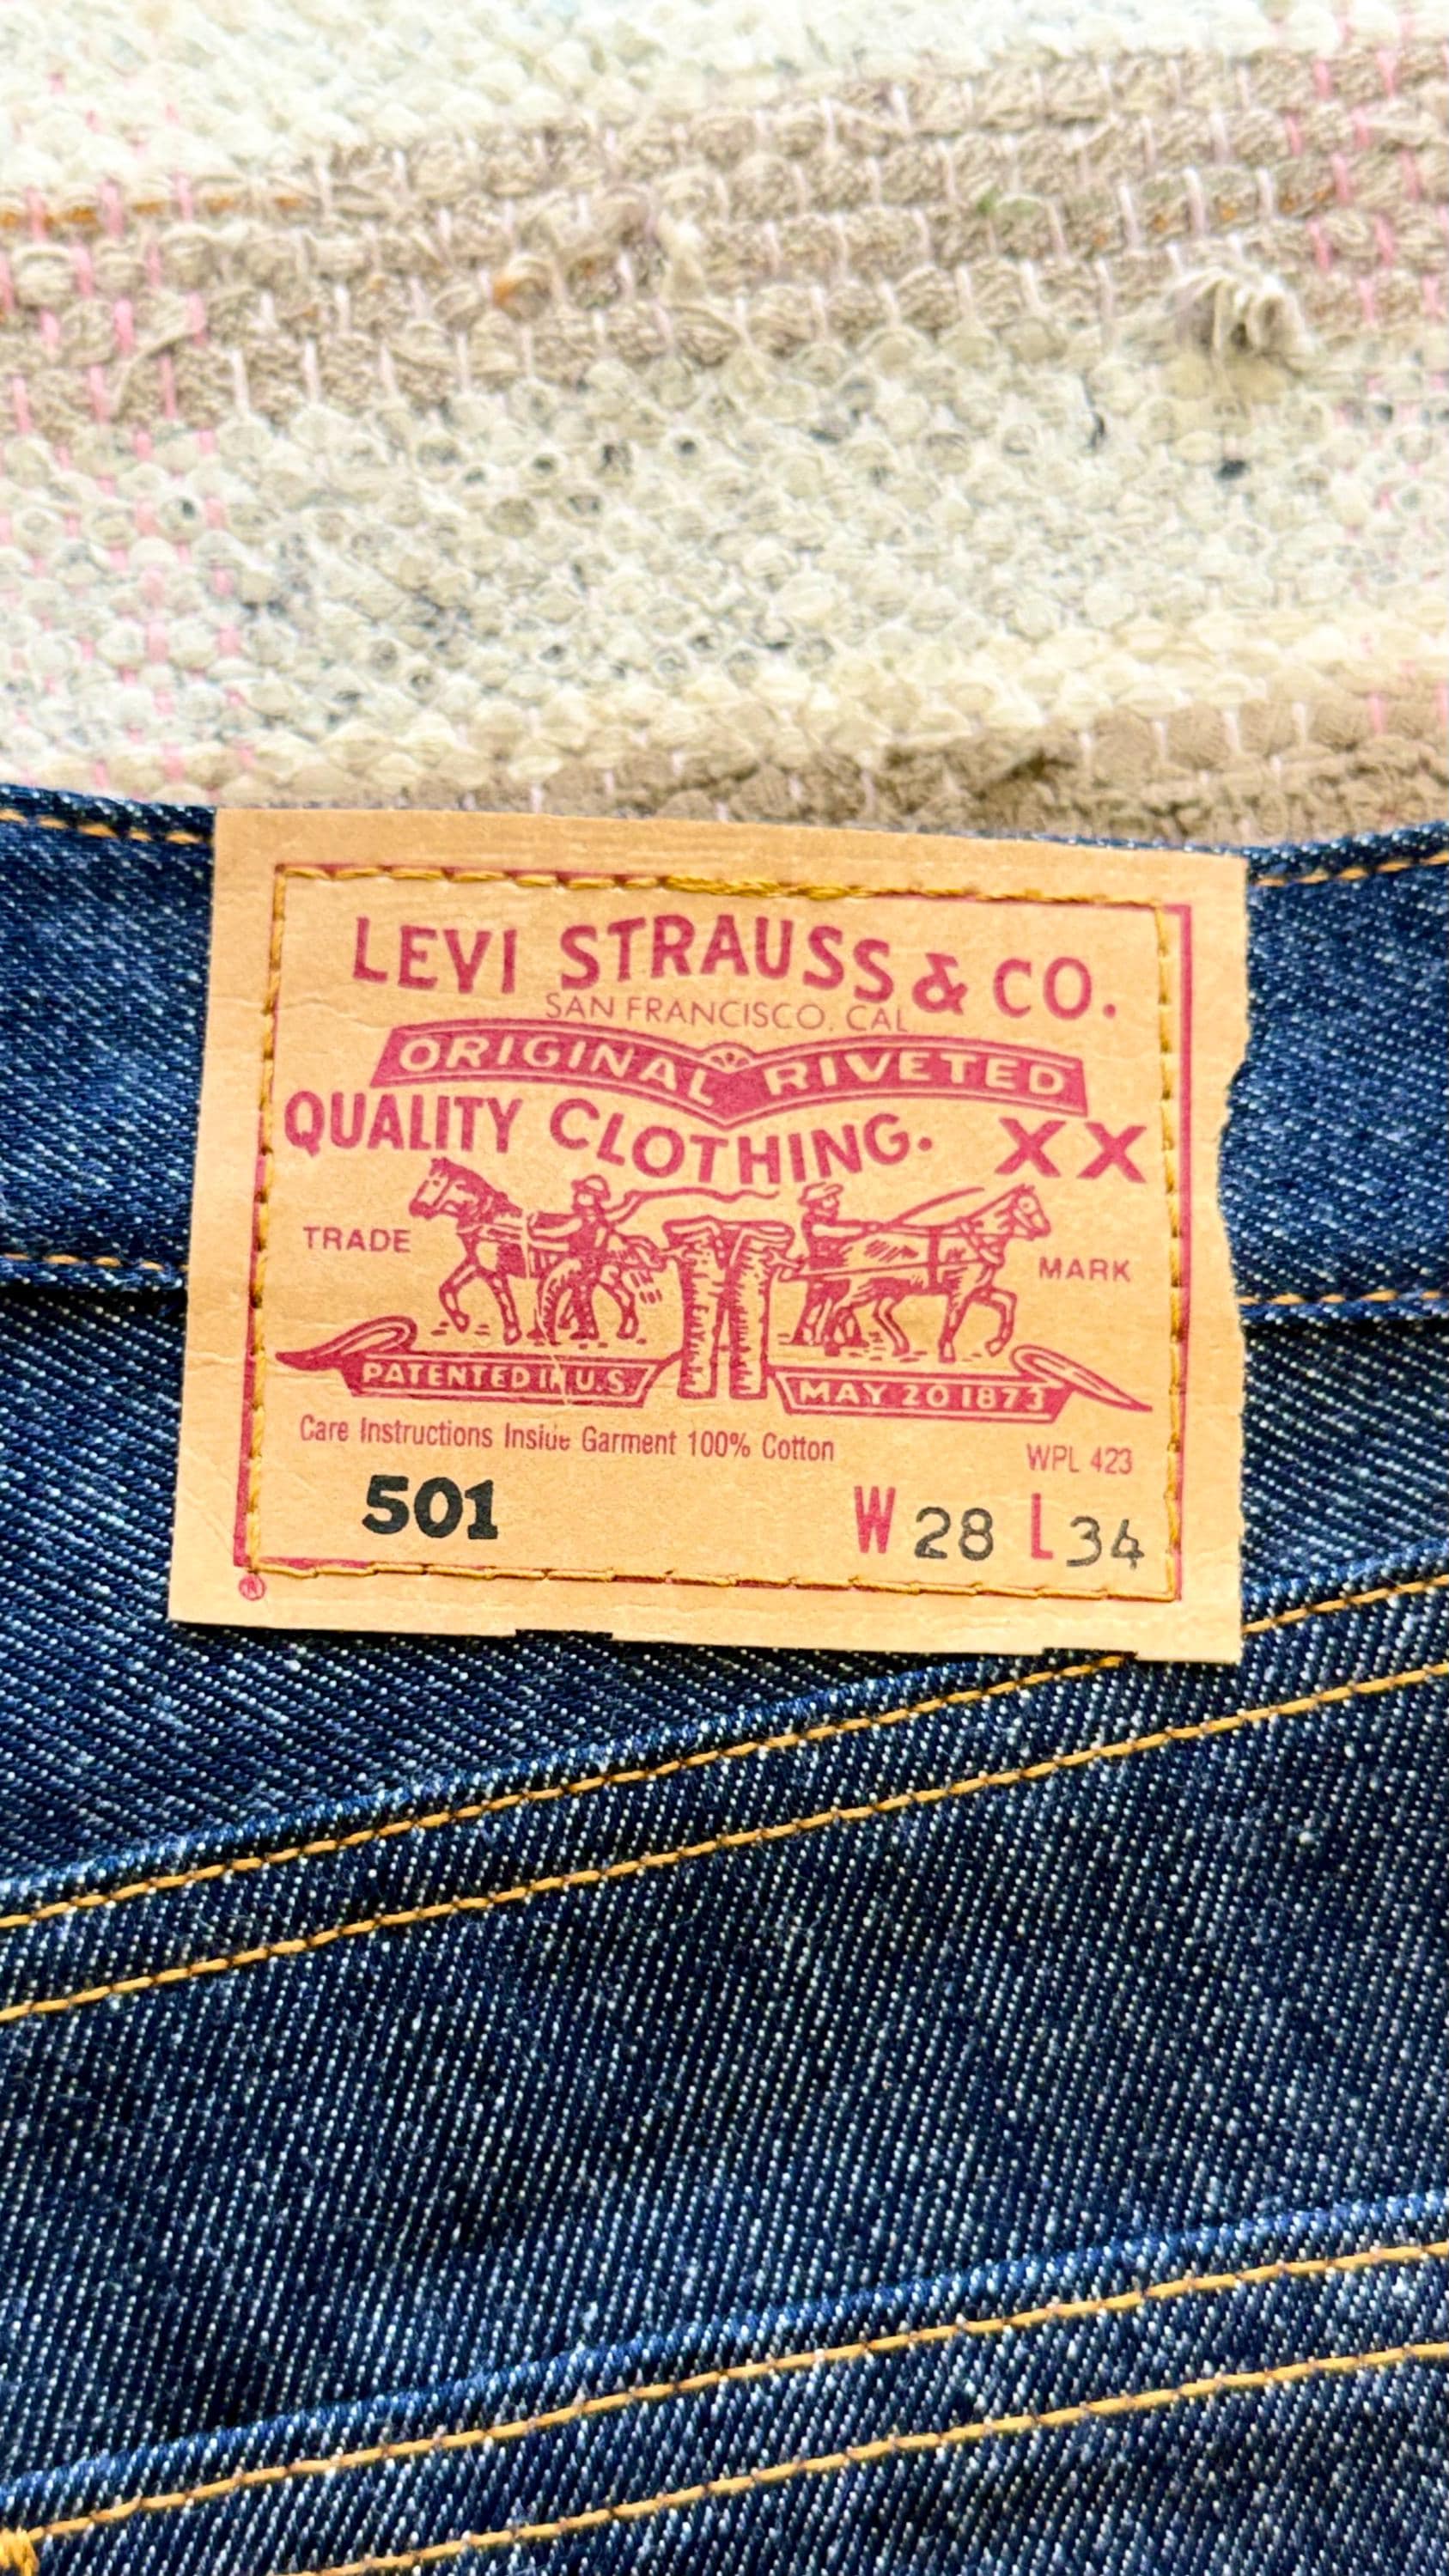 LEVI STRAUSS & CO.
SAN FRANCISCO, CAL
ORIGINAL RIVETED
QUALITY CLOTHING. XX
TRADE MARK
PATENTED IN U.S. MAY 20 1873
Care Instructions Inside Garment 100% Cotton WPL 423
501 W 28 L 34
®